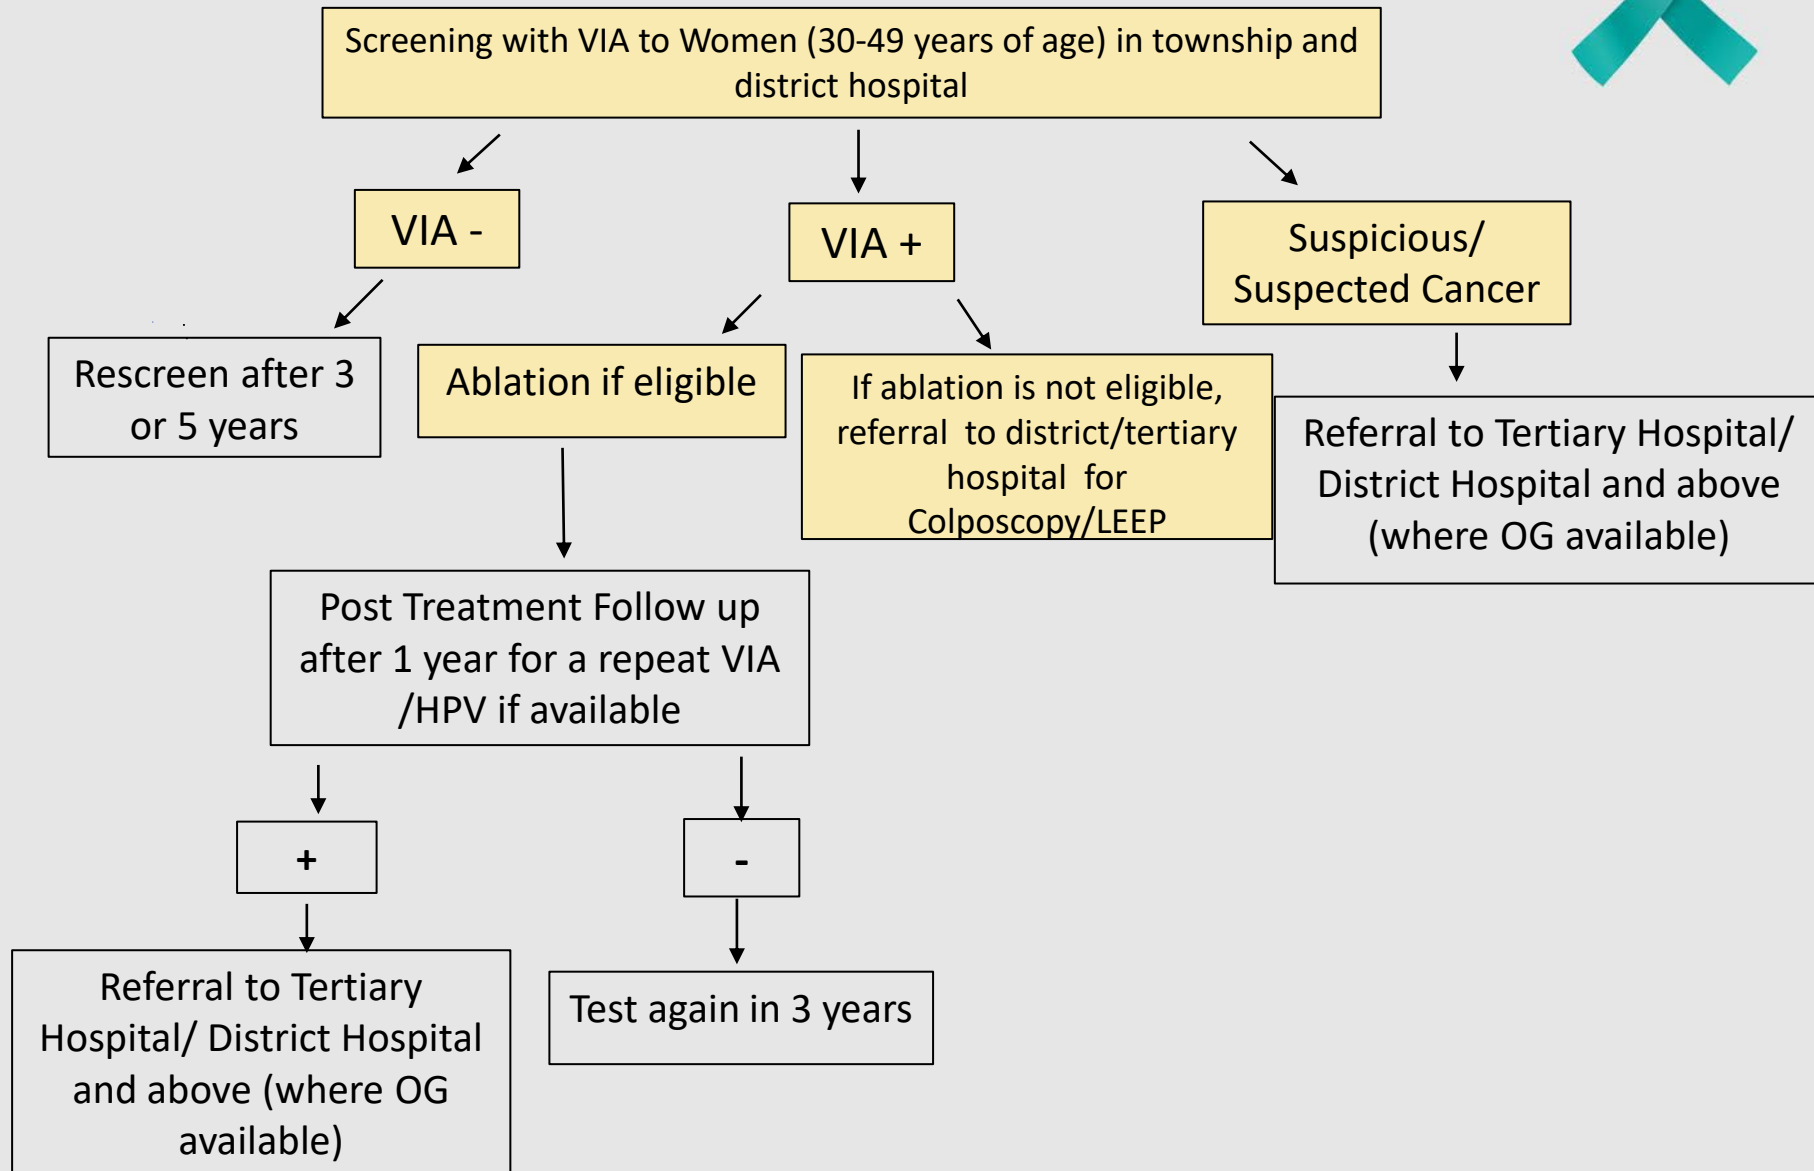 Screening with VIA to Women (30-49 years of age) in township and
district hospital
VIA -
VIA +
Suspicious/
Suspected Cancer
Rescreen after 3
or 5 years
Ablation if eligible
If ablation is not eligible,
referral to district/tertiary
hospital for
Colposcopy/LEEP
Referral to Tertiary Hospital/
District Hospital and above
(where OG available)
Post Treatment Follow up
after 1 year for a repeat VIA
/HPV if available
+
-
Referral to Tertiary
Hospital/ District Hospital
and above (where OG
available)
Test again in 3 years